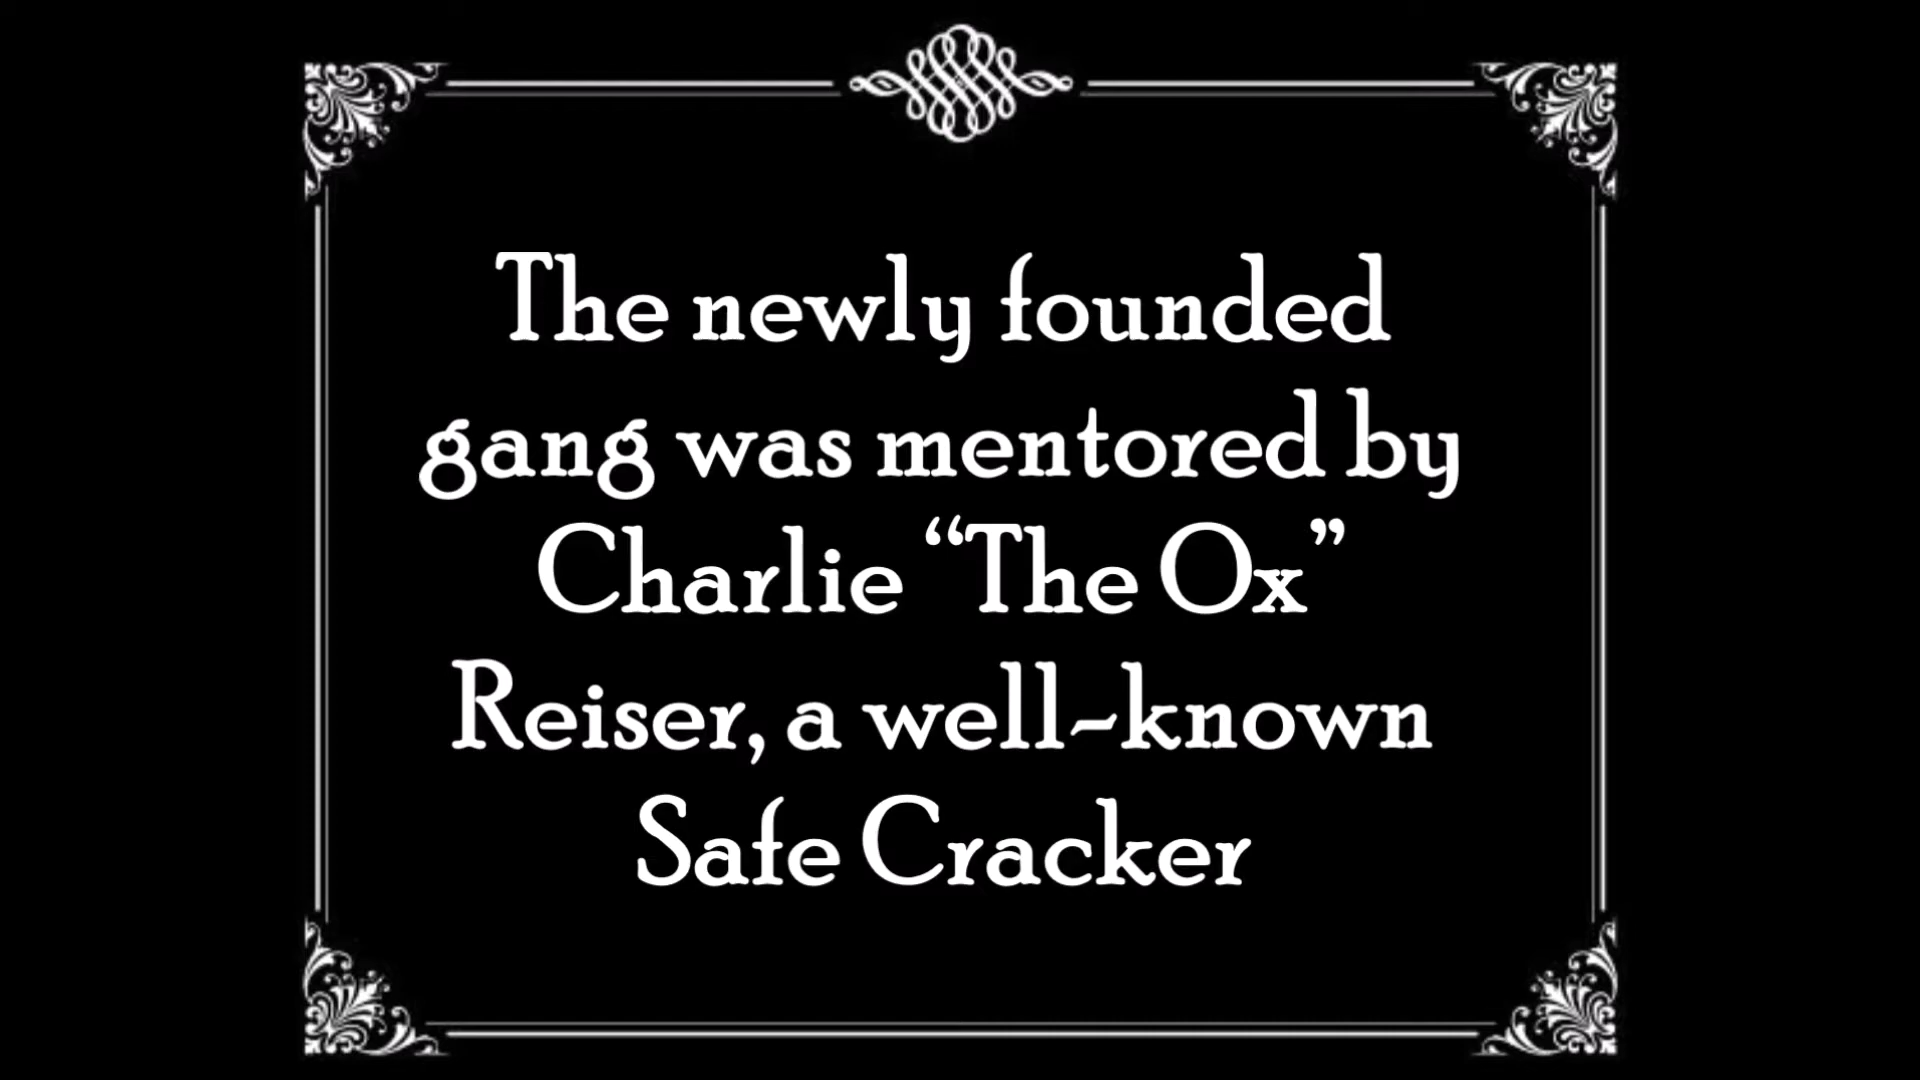 The newly founded
gang was mentored by
Charlie “The Ox”
Reiser, a well-known
Safe Cracker